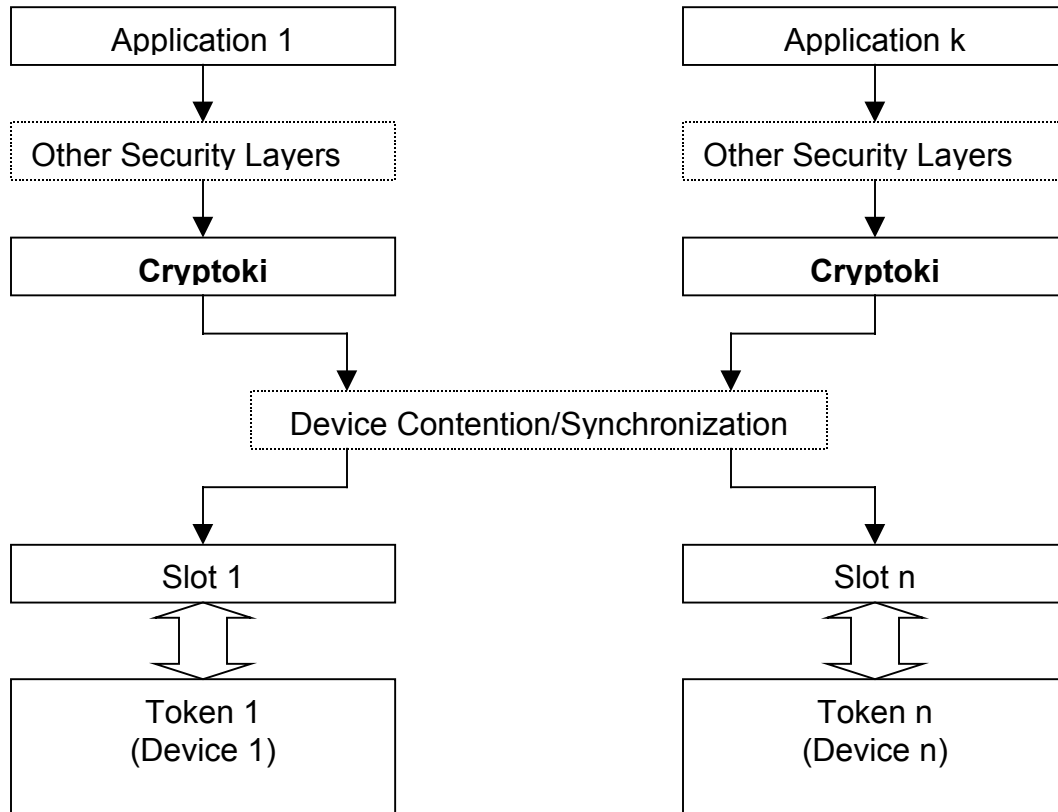 Application 1
Application k
Other Security Layers
Other Security Layers
Cryptoki
Cryptoki
Device Contention/Synchronization
Slot 1
Slot n
Token 1
(Device 1)
Token n
(Device n)